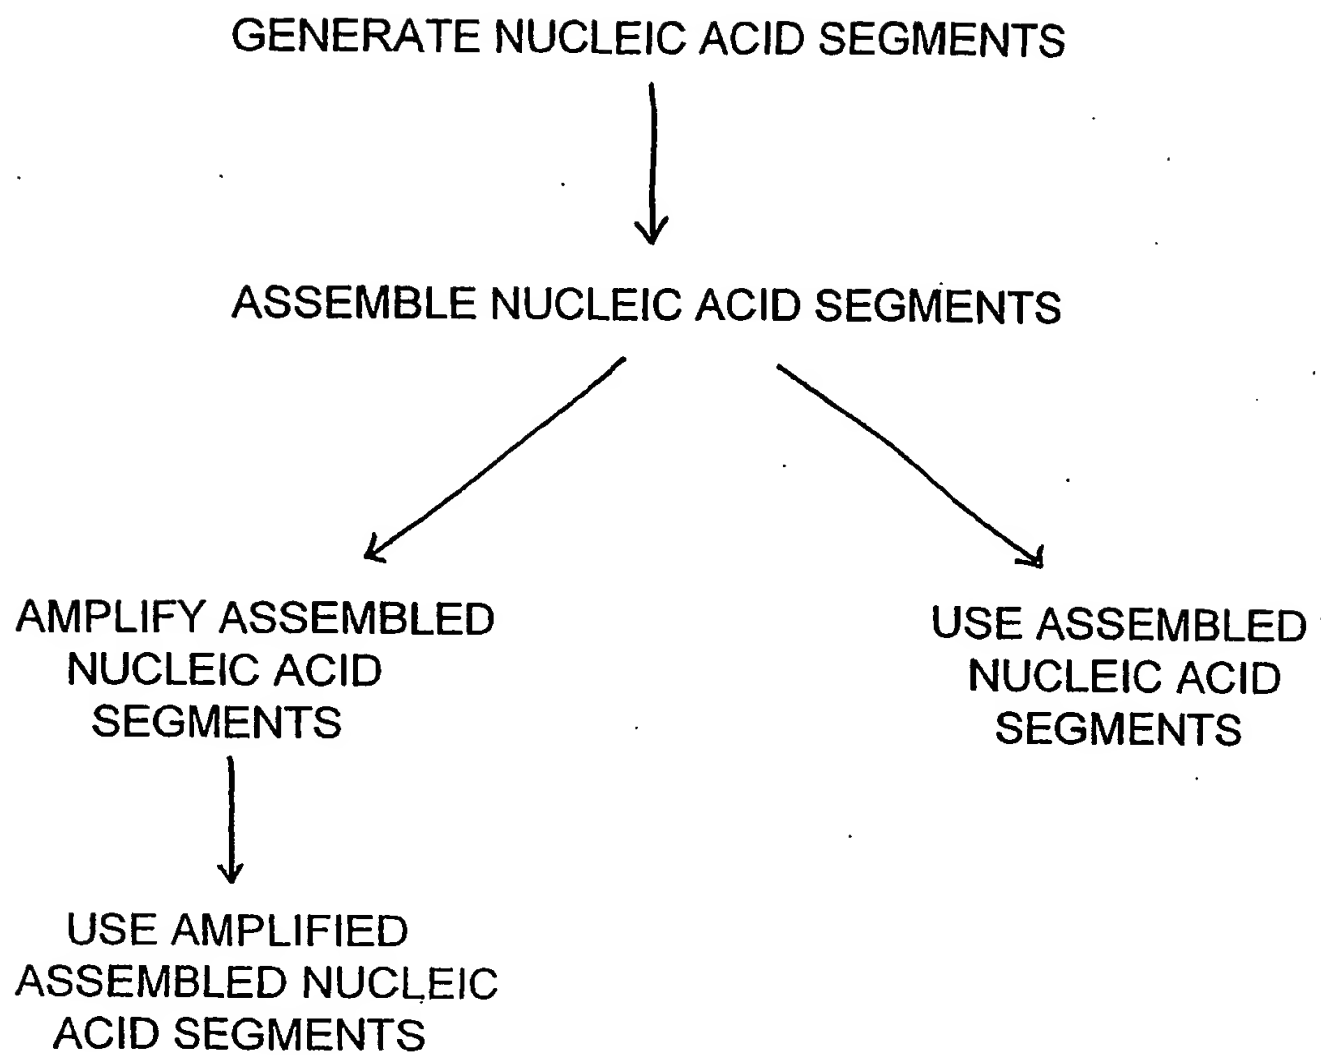 GENERATE NUCLEIC ACID SEGMENTS
ASSEMBLE NUCLEIC ACID SEGMENTS
AMPLIFY ASSEMBLED
NUCLEIC ACID
SEGMENTS
USE ASSEMBLED
NUCLEIC ACID
SEGMENTS
USE AMPLIFIED
ASSEMBLED NUCLEIC
ACID SEGMENTS